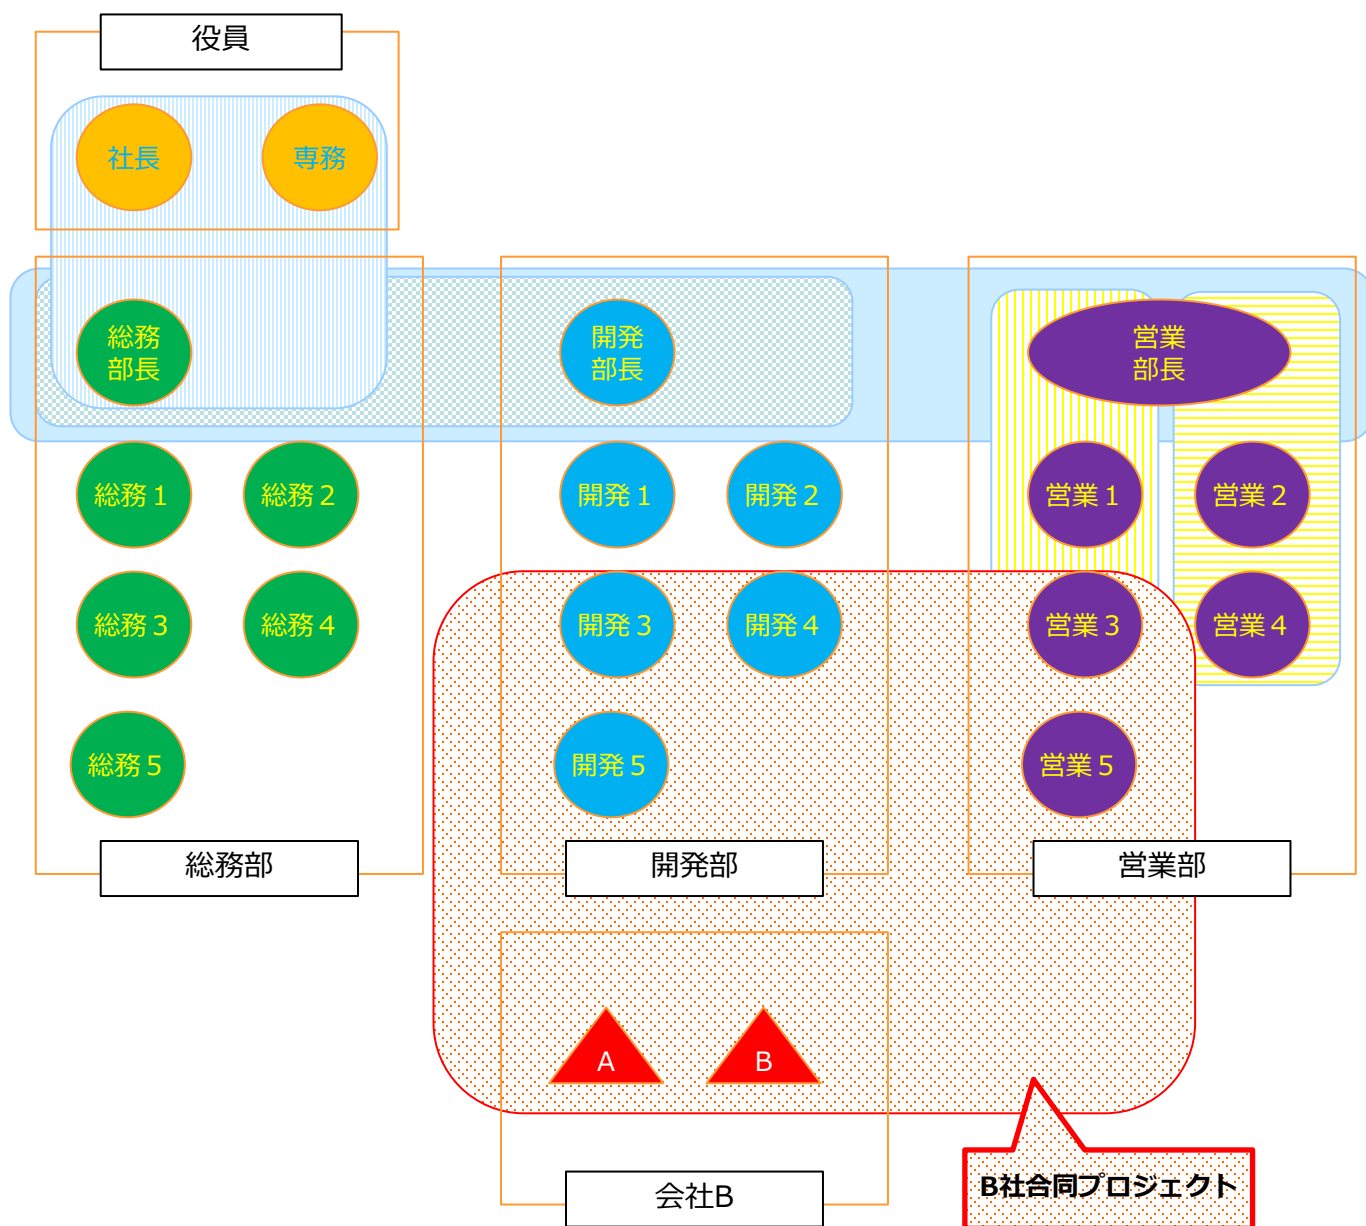 役員
社長
専務
総務
部長
開発
部長
営業
部長
総務１
総務２
開発１
開発２
営業１
営業２
総務３
総務４
開発３
開発４
営業３
営業４
総務５
開発５
営業５
総務部
開発部
営業部
A
B
会社B
B社合同プロジェクト